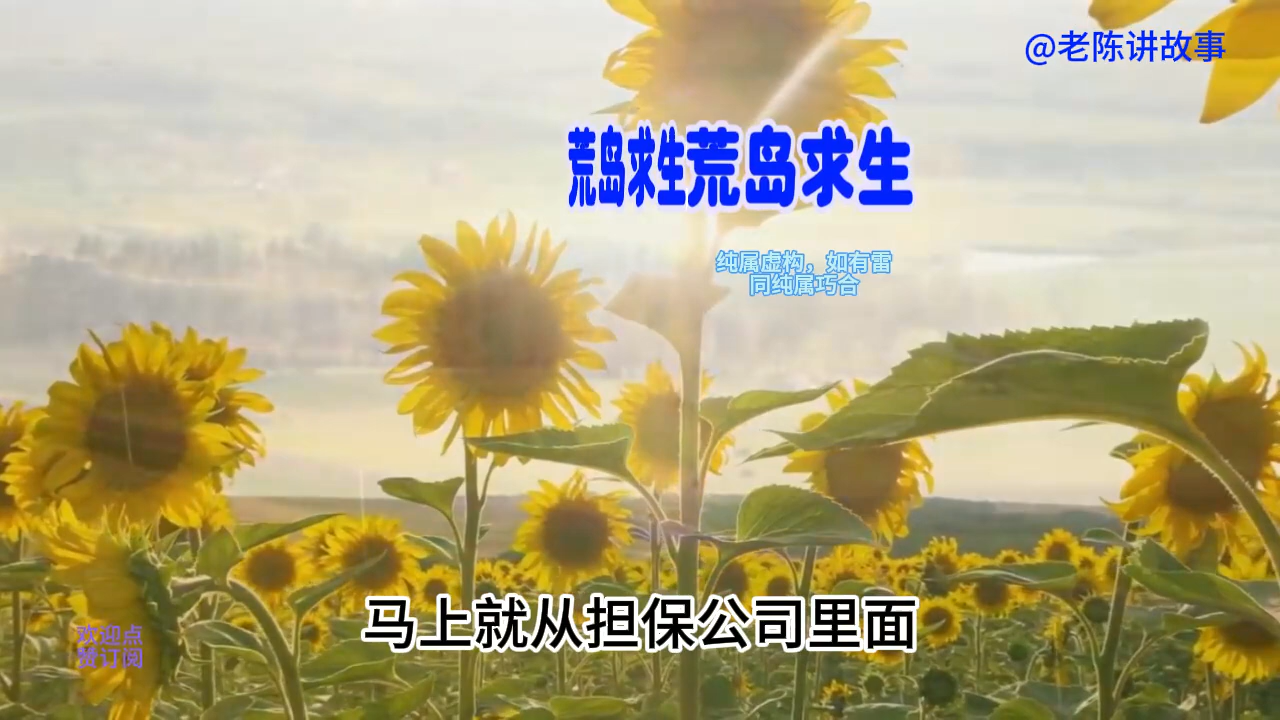 @老陈讲故事
荒岛求生荒岛求生
纯属虚构，如有雷
同纯属巧合
马上就从担保公司里面
欢迎点
赞订阅